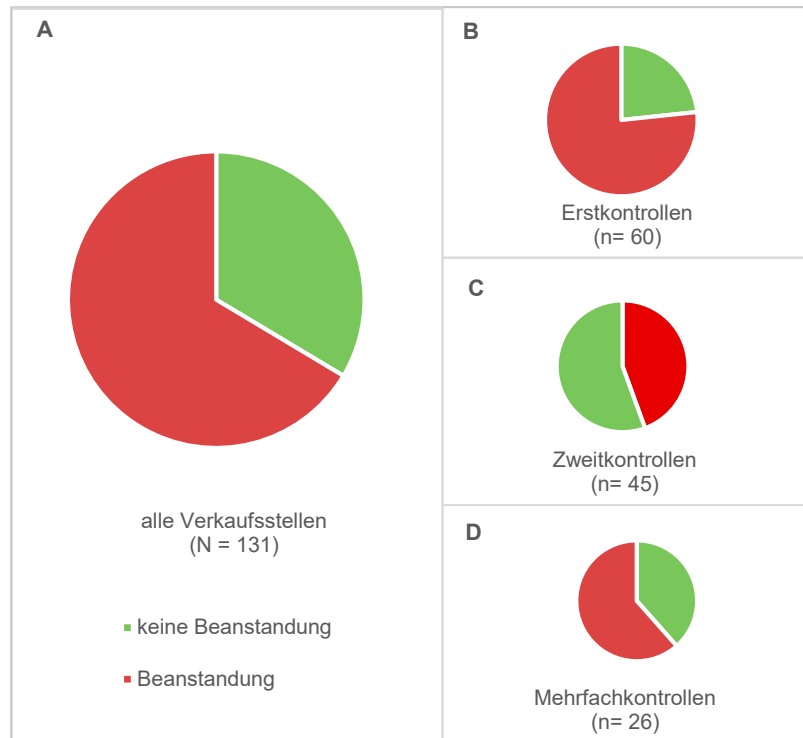 A
alle Verkaufsstellen
(N = 131)
keine Beanstandung
Beanstandung
B
Erstkontrollen
(n= 60)
C
Zweitkontrollen
(n= 45)
D
Mehrfachkontrollen
(n= 26)